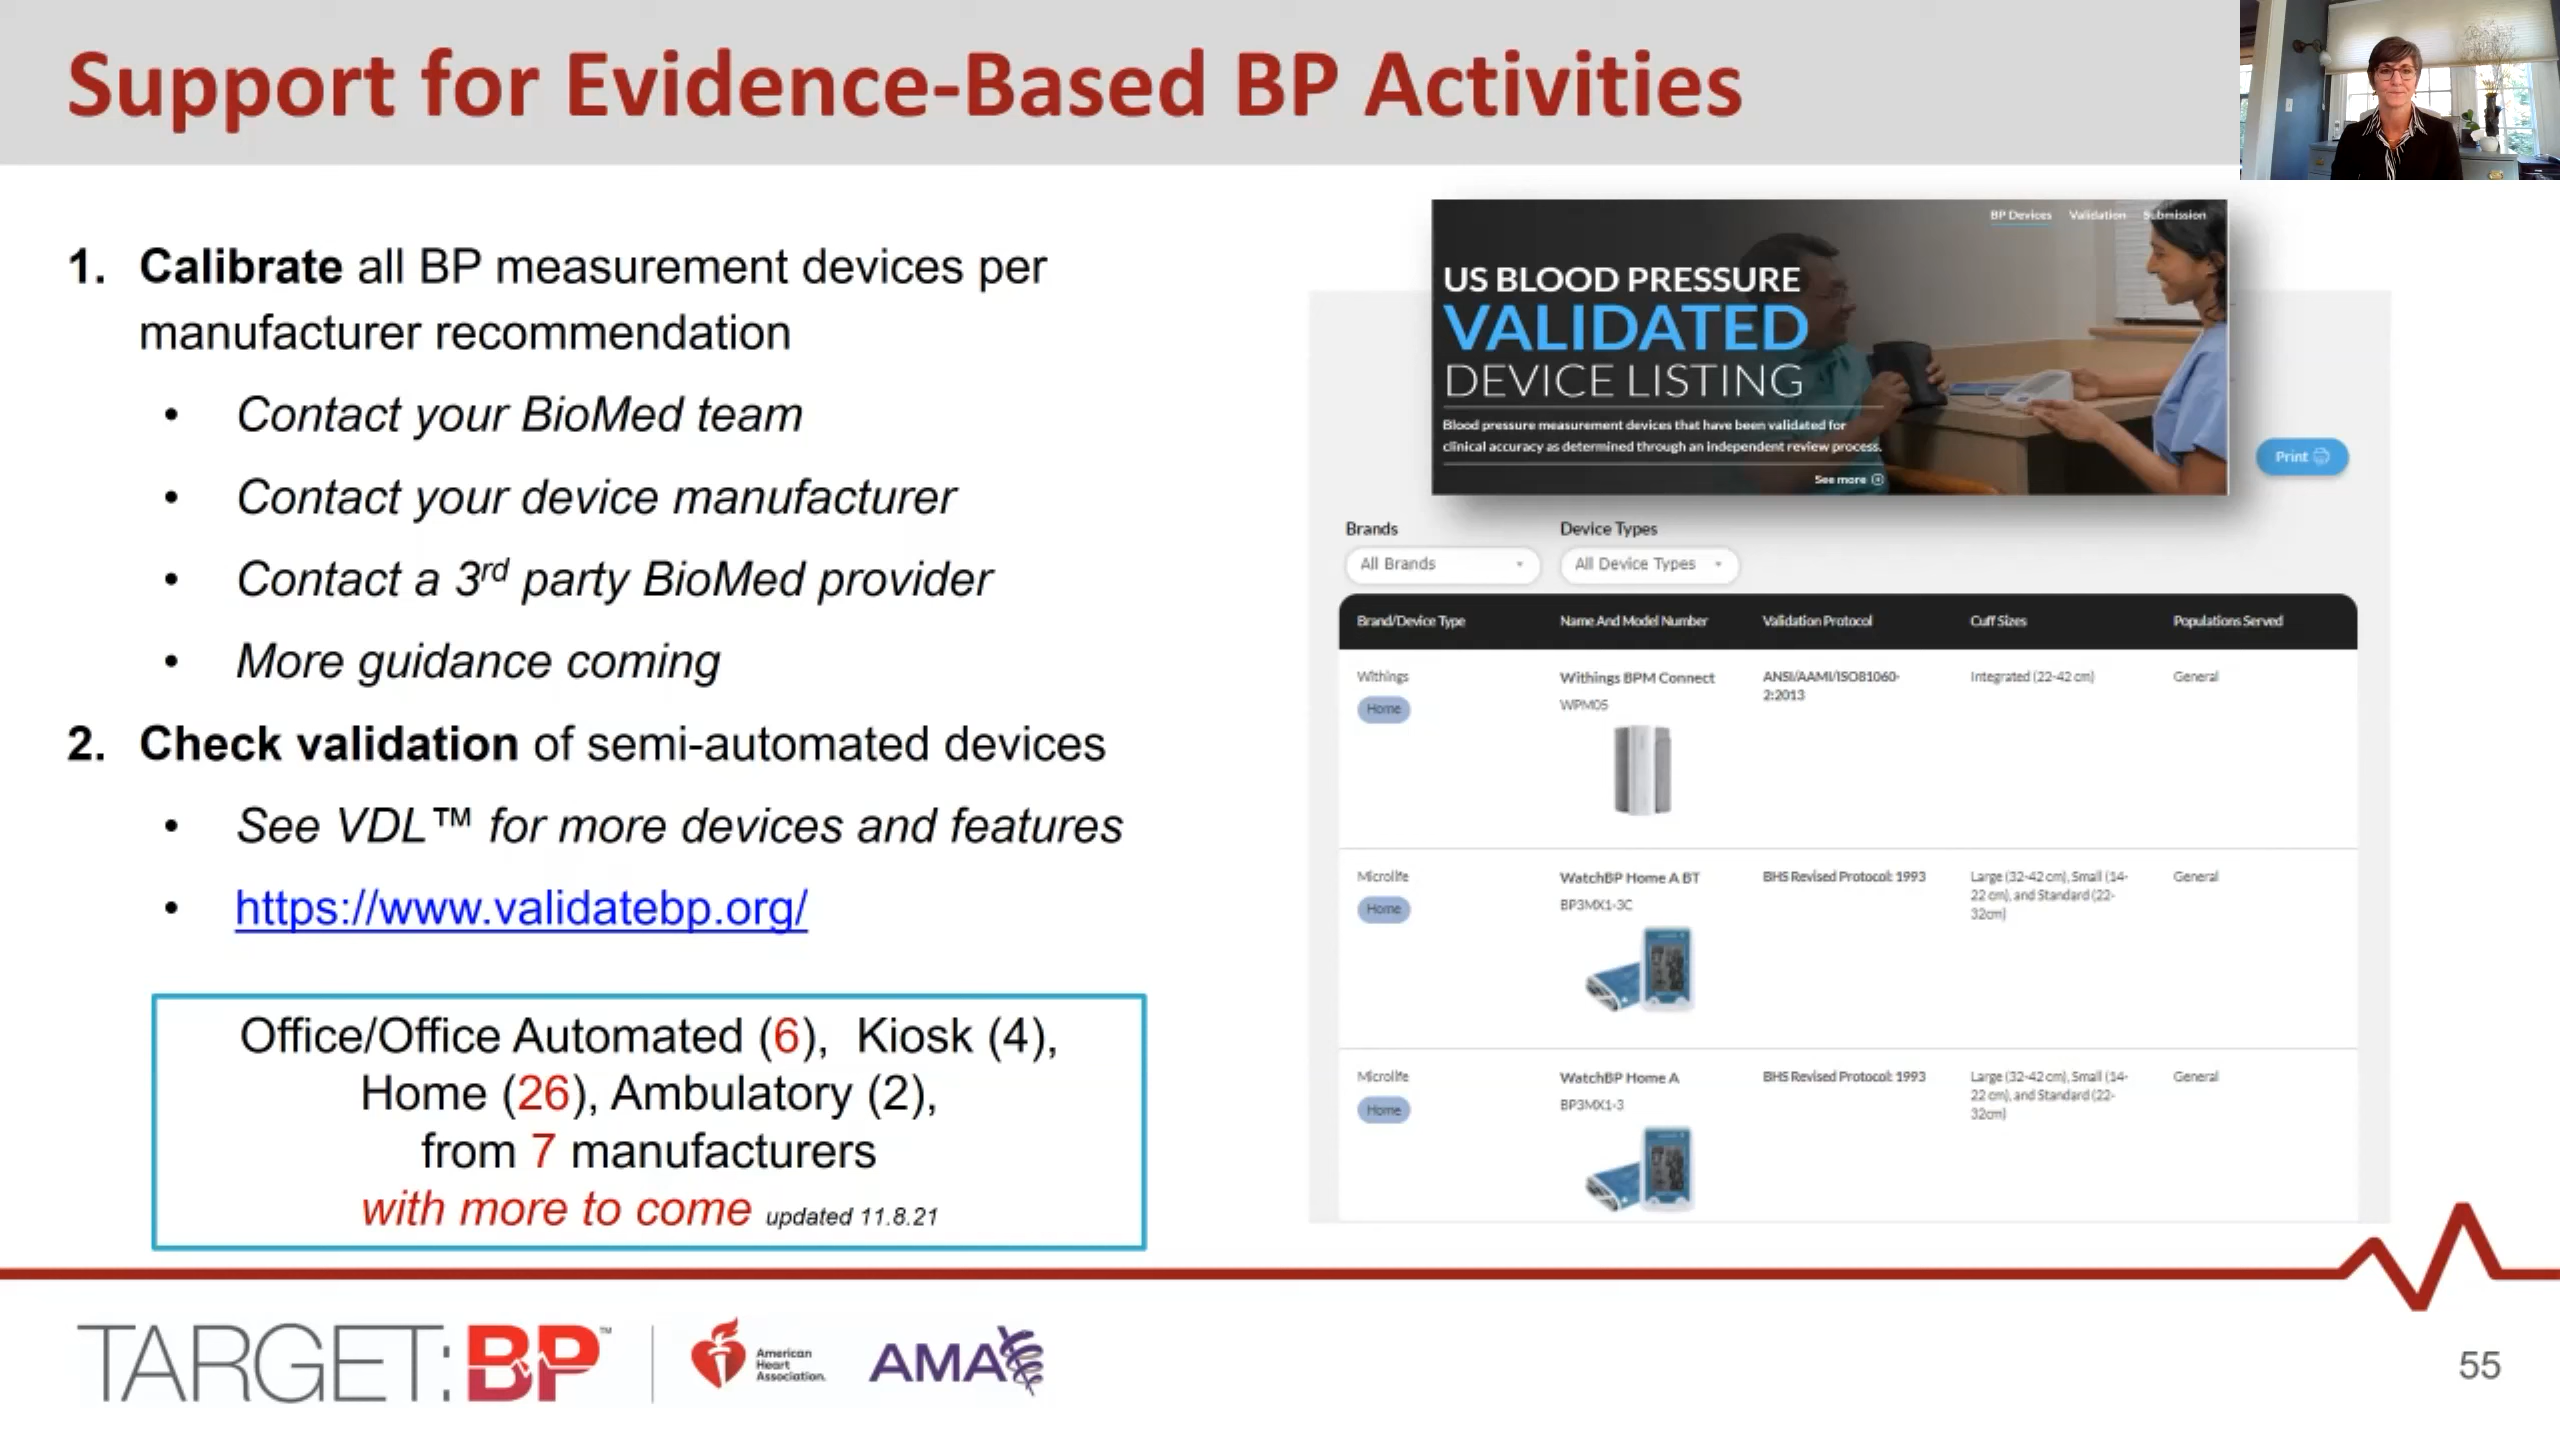 Support for Evidence-Based BP Activities
1. Calibrate all BP measurement devices per
manufacturer recommendation
• Contact your BioMed team
• Contact your device manufacturer
• Contact a 3rd party BioMed provider
• More guidance coming
2. Check validation of semi-automated devices
• See VDL™ for more devices and features
• https://www.validatebp.org/
Office/Office Automated (6), Kiosk (4),
Home (26), Ambulatory (2),
from 7 manufacturers
with more to come updated 11.8.21
BP Devices Validation Submission
US BLOOD PRESSURE
VALIDATED
DEVICE LISTING
Blood pressure measurement devices that have been validated for
clinical accuracy as determined through an independent review process.
See more
Print
Brands Device Types
All Brands All Device Types
Brand/Device Type Name And Model Number Validation Protocol Cuff Sizes Populations Served
Withings Withings BPM Connect ANSI/AAMI/ISO81060- Integrated (22-42 cm) General
Home WPM05 2:2013
Microlife WatchBP Home A BT BHS Revised Protocol: 1993 Large (32-42 cm), Small (14- General
Home BP3MX1-3C 22 cm), and Standard (22-
32cm)
Microlife WatchBP Home A BHS Revised Protocol: 1993 Large (32-42 cm), Small (14- General
Home BP3MX1-3 22 cm), and Standard (22-
32cm)
TARGET:BP™
American
Heart
Association.
AMA
55